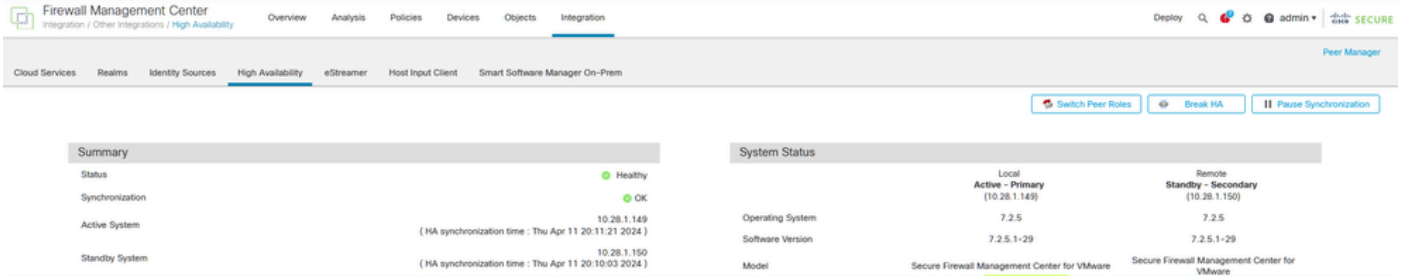 Firewall Management Center
Overview Analysis Policies Devices Objects Integration
Deploy admin cisco SECURE
Integration / Other Integrations / High Availability
Peer Manager
Cloud Services Realms Identity Sources High Availability eStreamer Host Input Client Smart Software Manager On-Prem
Switch Peer Roles Break HA Pause Synchronization
Summary
Status Healthy
Synchronization OK
Active System 10.28.1.149
( HA synchronization time : Thu Apr 11 20:11:21 2024 )
Standby System 10.28.1.150
( HA synchronization time : Thu Apr 11 20:10:03 2024 )
System Status
Local Remote
Active - Primary Standby - Secondary
(10.28.1.149) (10.28.1.150)
Operating System 7.2.5 7.2.5
Software Version 7.2.5.1-29 7.2.5.1-29
Model Secure Firewall Management Center for VMware Secure Firewall Management Center for
VMware